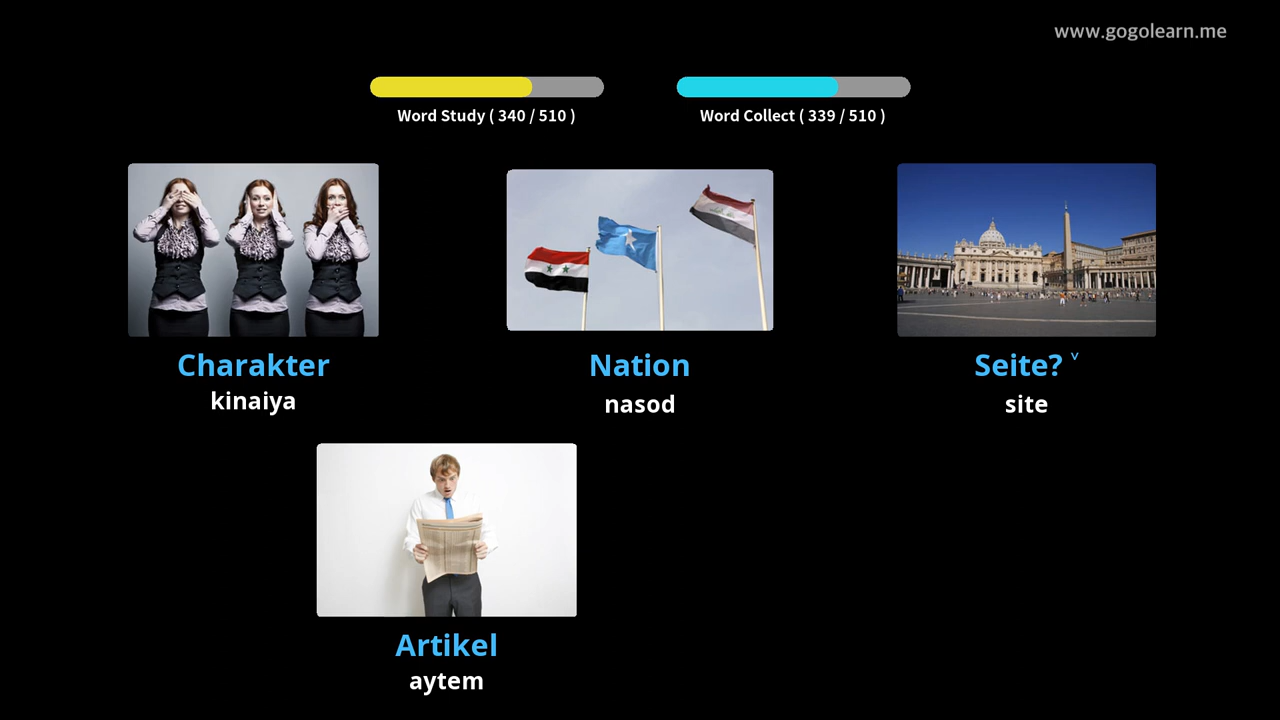 www.gogolearn.me
Word Study ( 340 / 510 )
Word Collect ( 339 / 510 )
Charakter
kinaiya
Nation
nasod
Seite? ᵛ
site
Artikel
aytem